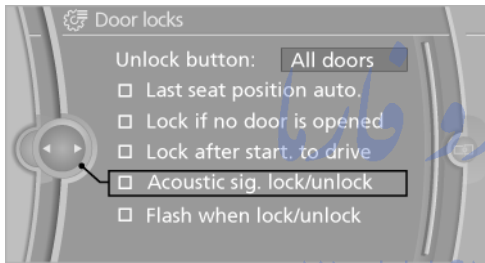 Door locks
Unlock button: All doors
Last seat position auto.
Lock if no door is opened
Lock after start. to drive
Acoustic sig. lock/unlock
Flash when lock/unlock